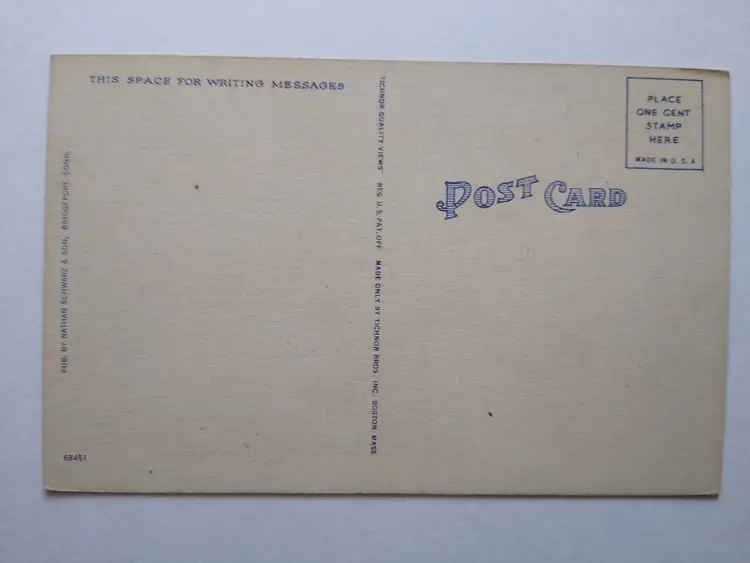 THIS SPACE FOR WRITING MESSAGES
PUB. BY NATHAN SCHWARZ & SON, BRIDGEPORT, CONN.
68451
"TICHNOR QUALITY VIEWS" REG. U. S. PAT. OFF. MADE ONLY BY TICHNOR BROS., INC., BOSTON, MASS.
POST CARD
PLACE
ONE CENT
STAMP
HERE
MADE IN U. S. A